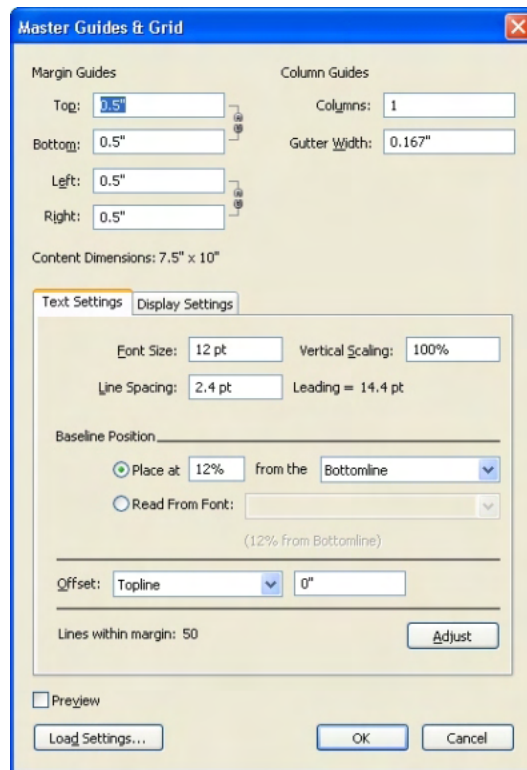 Master Guides & Grid
Margin Guides
Column Guides
Top: 0.5"
Columns: 1
Bottom: 0.5"
Gutter Width: 0.167"
Left: 0.5"
Right: 0.5"
Content Dimensions: 7.5" x 10"
Text Settings Display Settings
Font Size: 12 pt Vertical Scaling: 100%
Line Spacing: 2.4 pt Leading = 14.4 pt
Baseline Position
Place at 12% from the Bottomline
Read From Font:
(12% from Bottomline)
Offset: Topline 0"
Lines within margin: 50 Adjust
Preview
Load Settings... OK Cancel